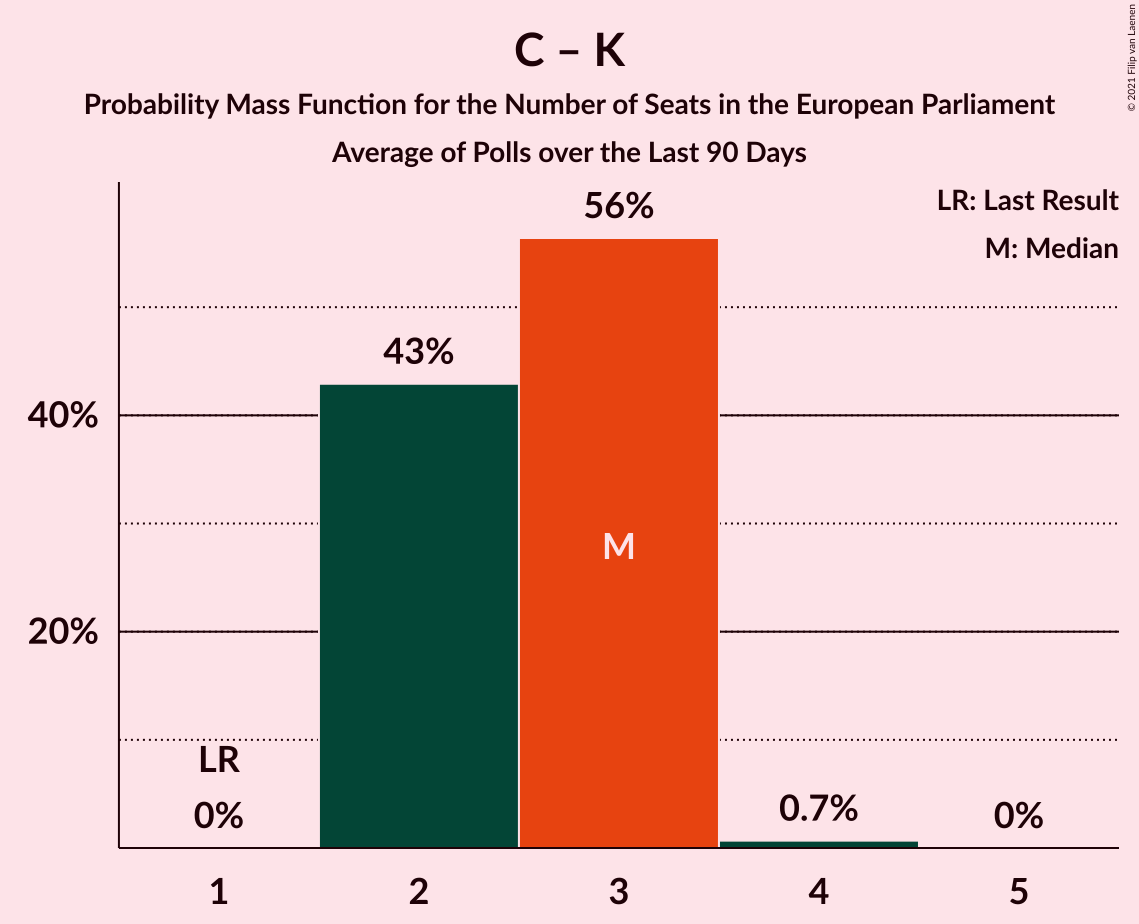 C – K
Probability Mass Function for the Number of Seats in the European Parliament
Average of Polls over the Last 90 Days
© 2021 Filip van Laenen
LR: Last Result
M: Median
56%
43%
40%
M
20%
LR
0%
0.7%
0%
1 2 3 4 5